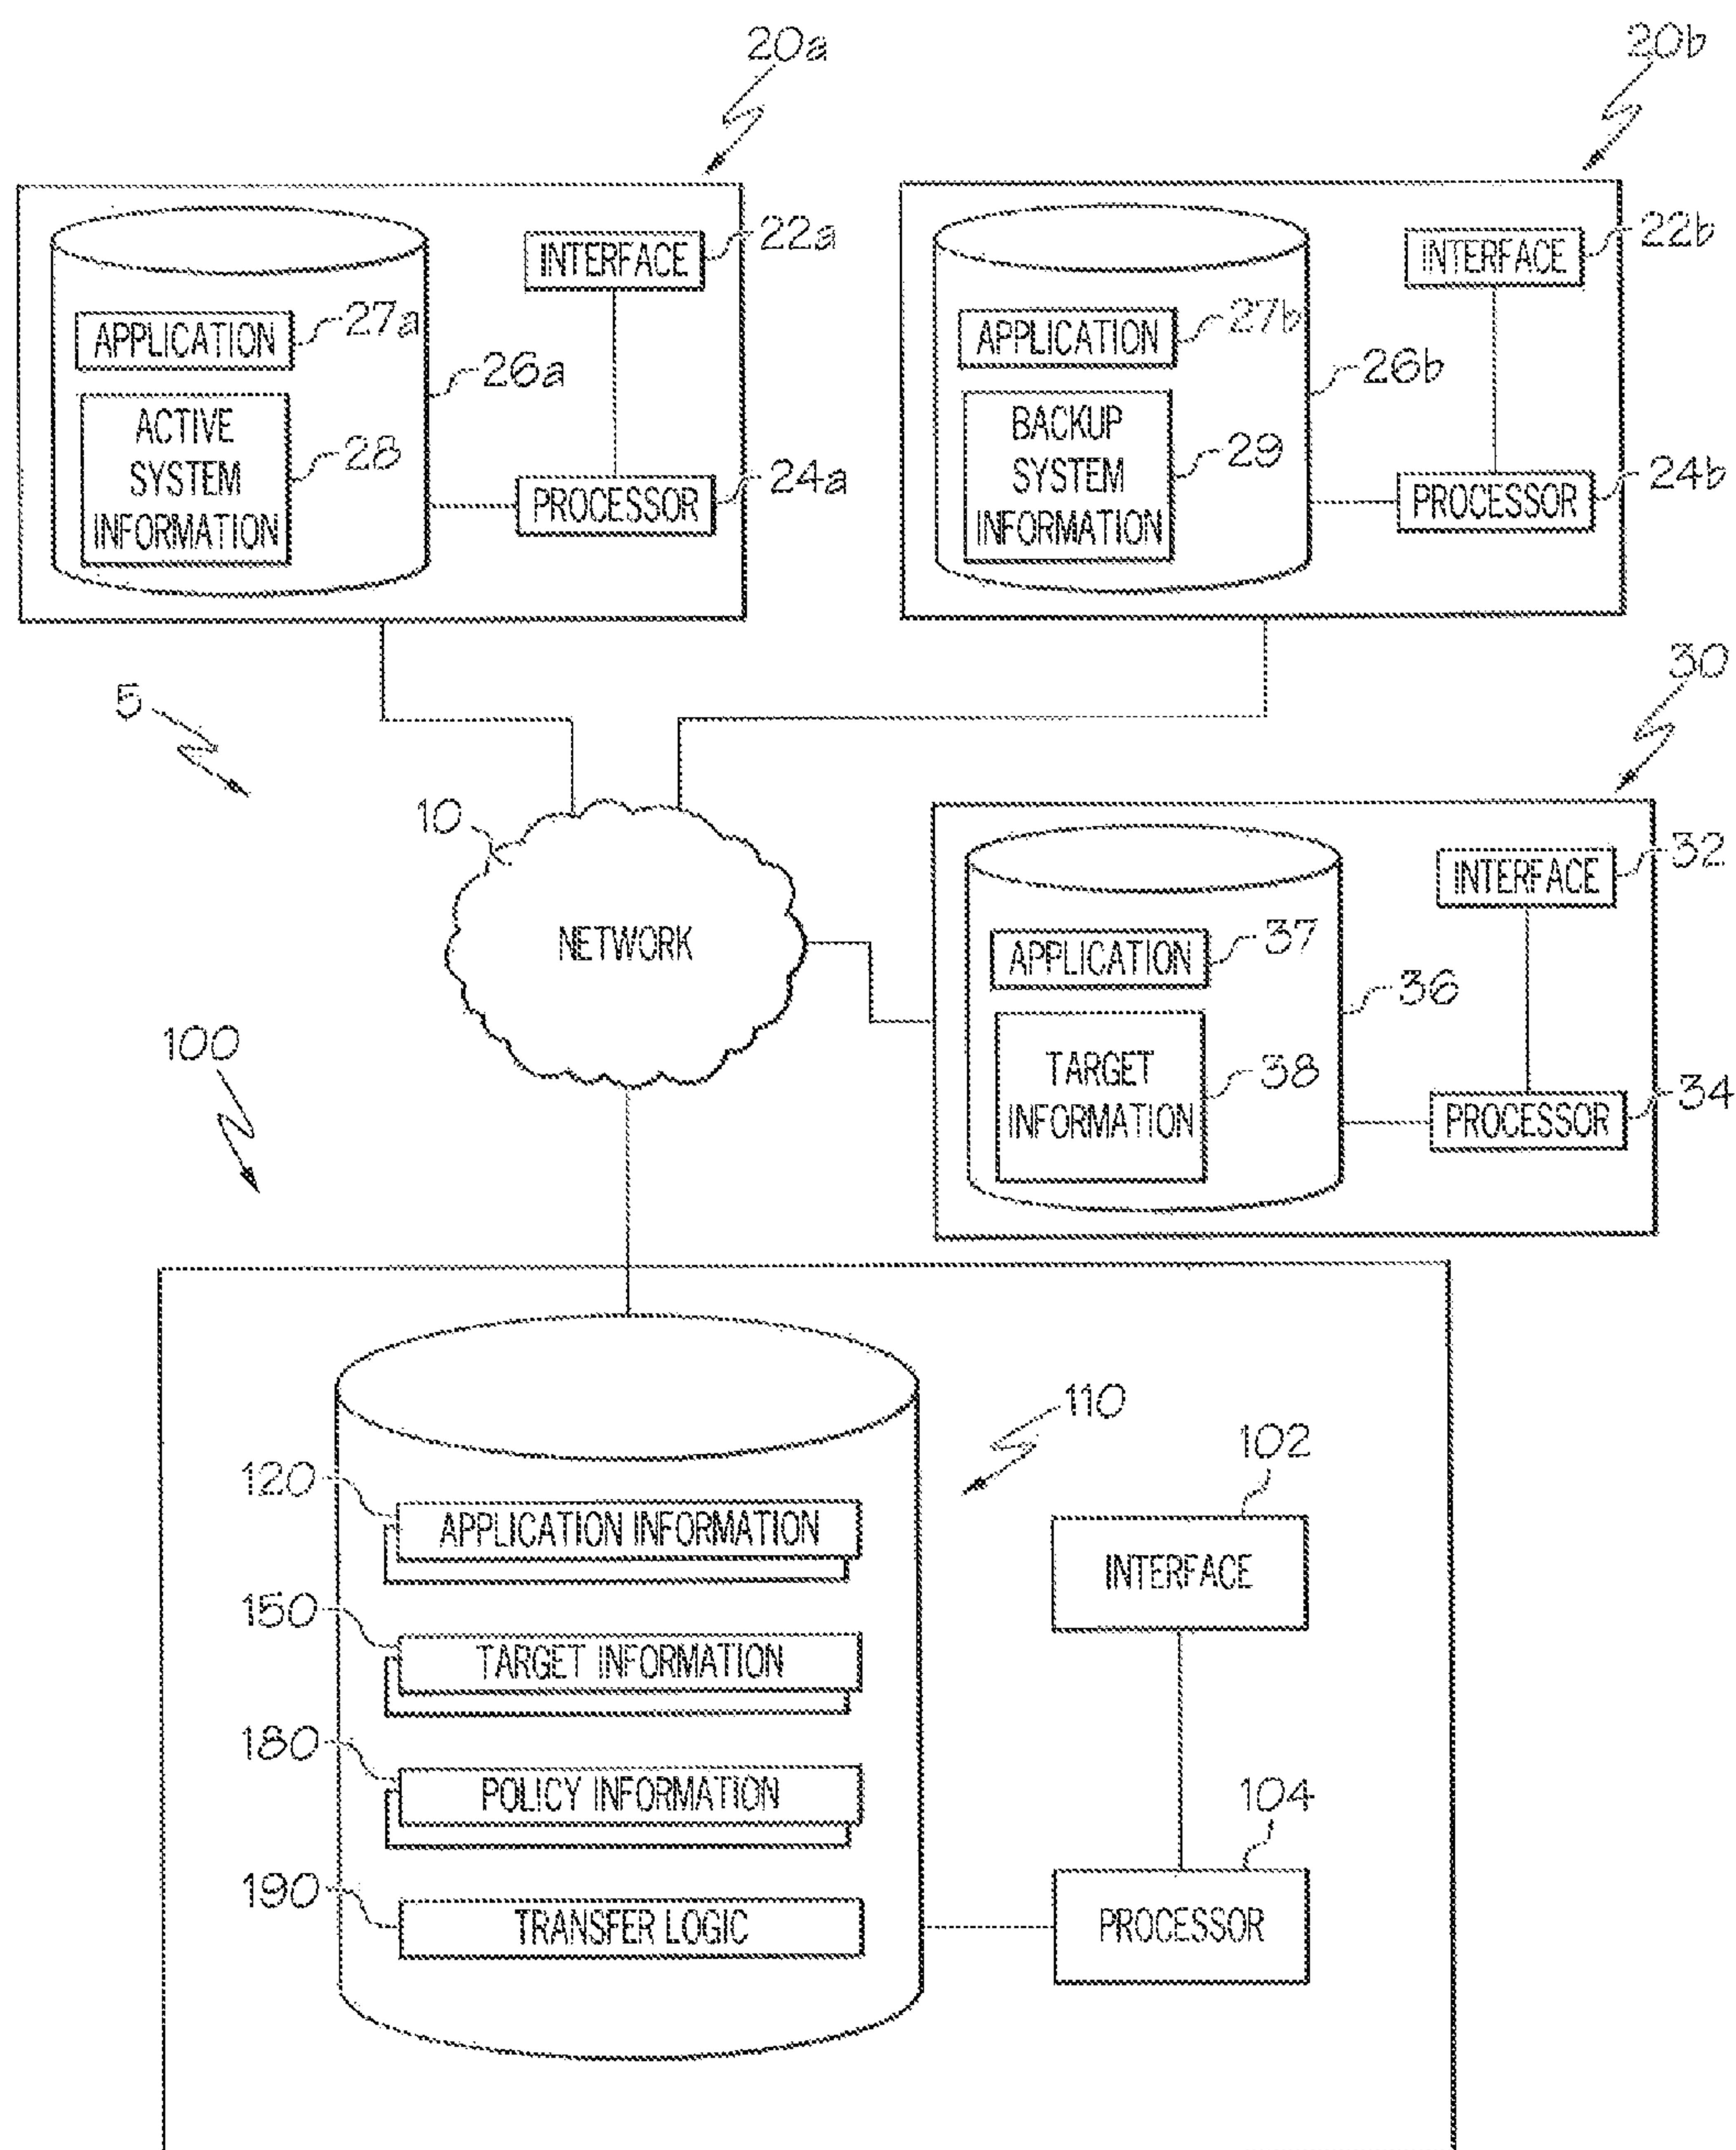 20a
20b
INTERFACE
22a
APPLICATION
27a
26a
ACTIVE
SYSTEM
INFORMATION
28
PROCESSOR
24a
INTERFACE
22b
APPLICATION
27b
26b
BACKUP
SYSTEM
INFORMATION
29
PROCESSOR
24b
5
30
10
NETWORK
INTERFACE
32
APPLICATION
37
36
TARGET
INFORMATION
38
PROCESSOR
34
100
110
120
APPLICATION INFORMATION
150
TARGET INFORMATION
180
POLICY INFORMATION
190
TRANSFER LOGIC
102
INTERFACE
104
PROCESSOR